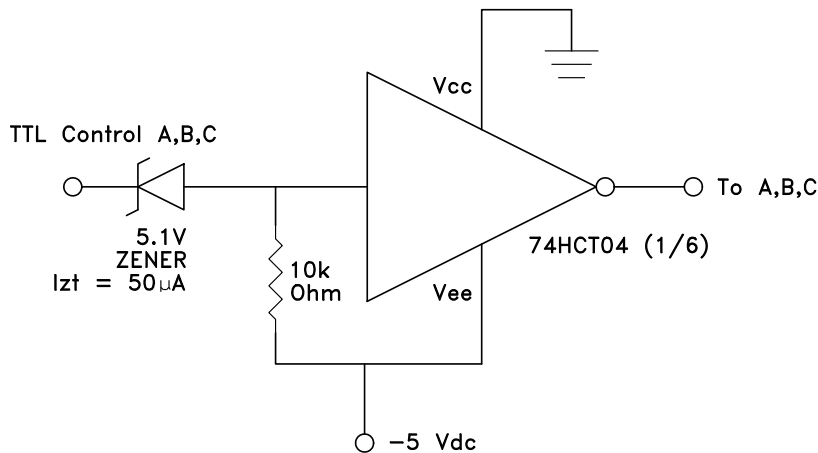 Vcc
TTL Control A,B,C
To A,B,C
5.1V
ZENER
Izt = 50μA
74HCT04 (1/6)
10k
Ohm
Vee
-5 Vdc